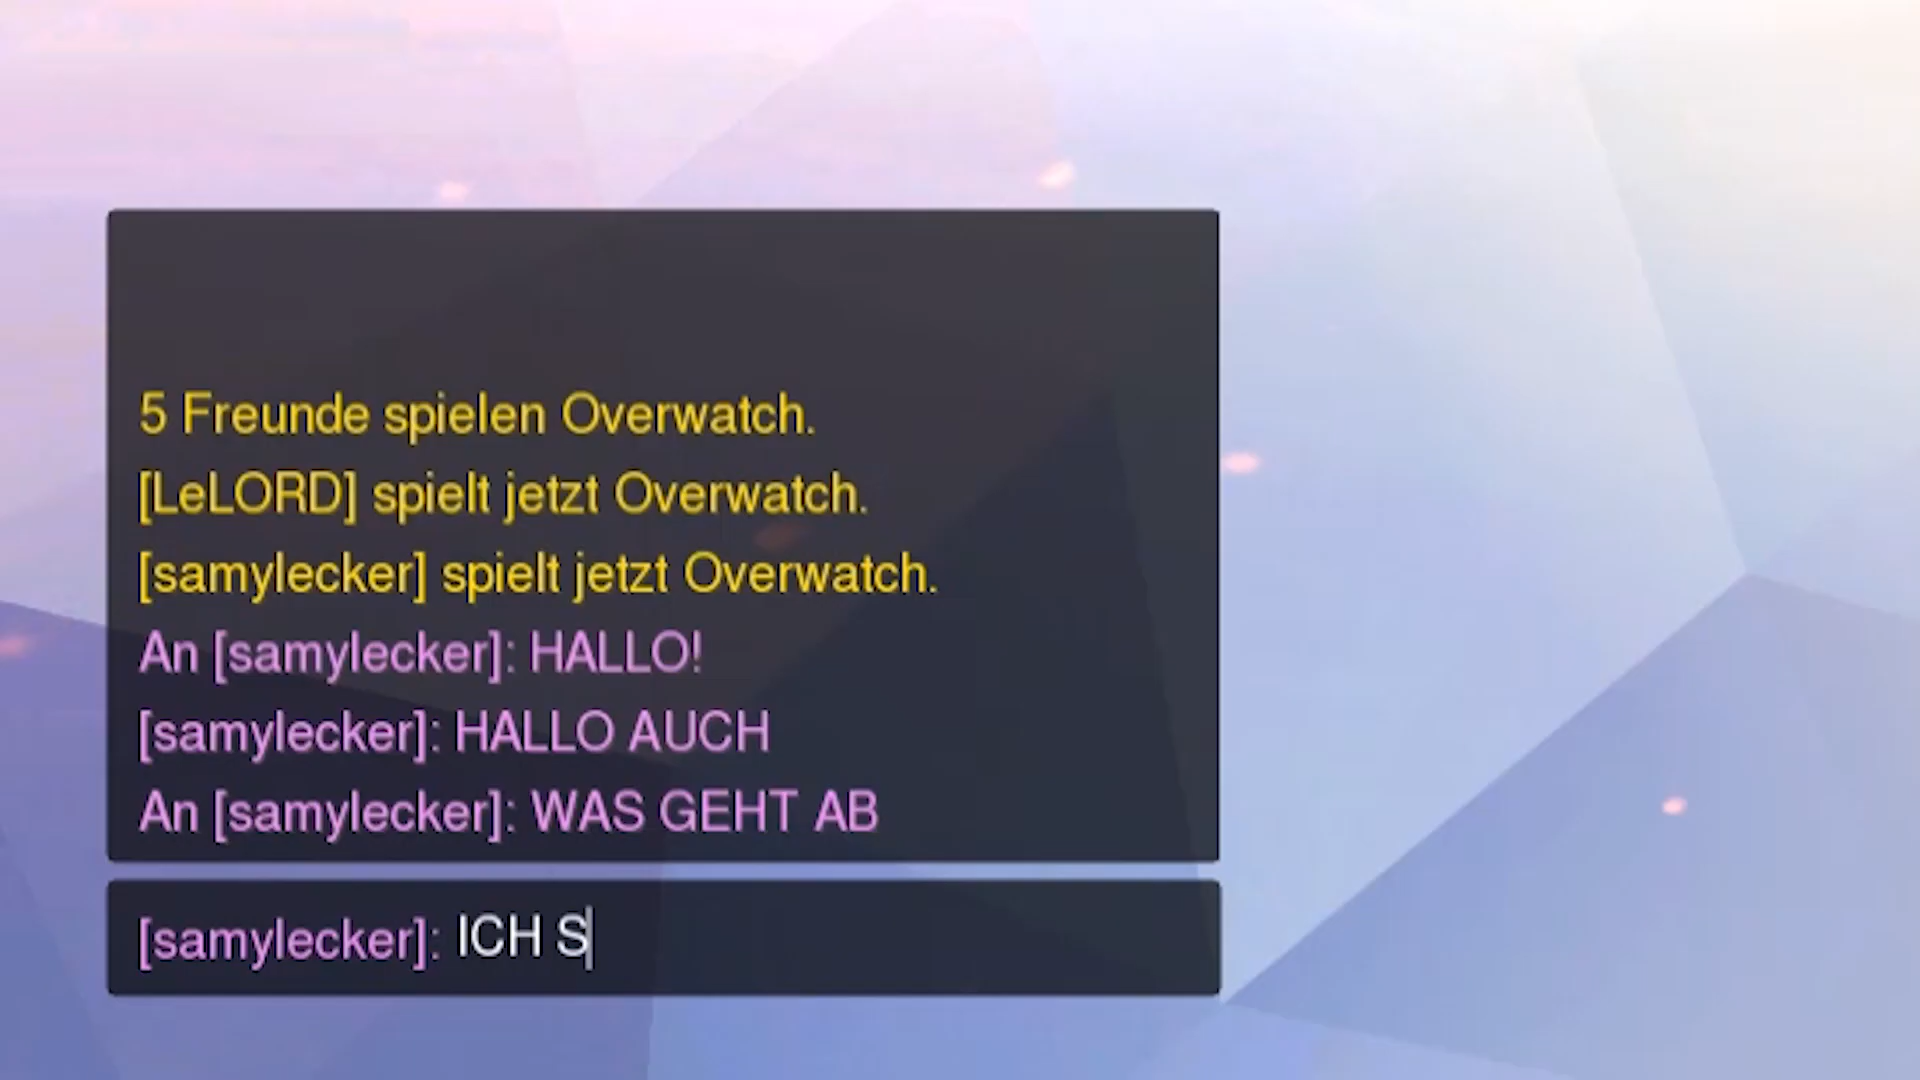 5 Freunde spielen Overwatch.
[LeLORD] spielt jetzt Overwatch.
[samylecker] spielt jetzt Overwatch.
An [samylecker]: HALLO!
[samylecker]: HALLO AUCH
An [samylecker]: WAS GEHT AB
[samylecker]: ICH S